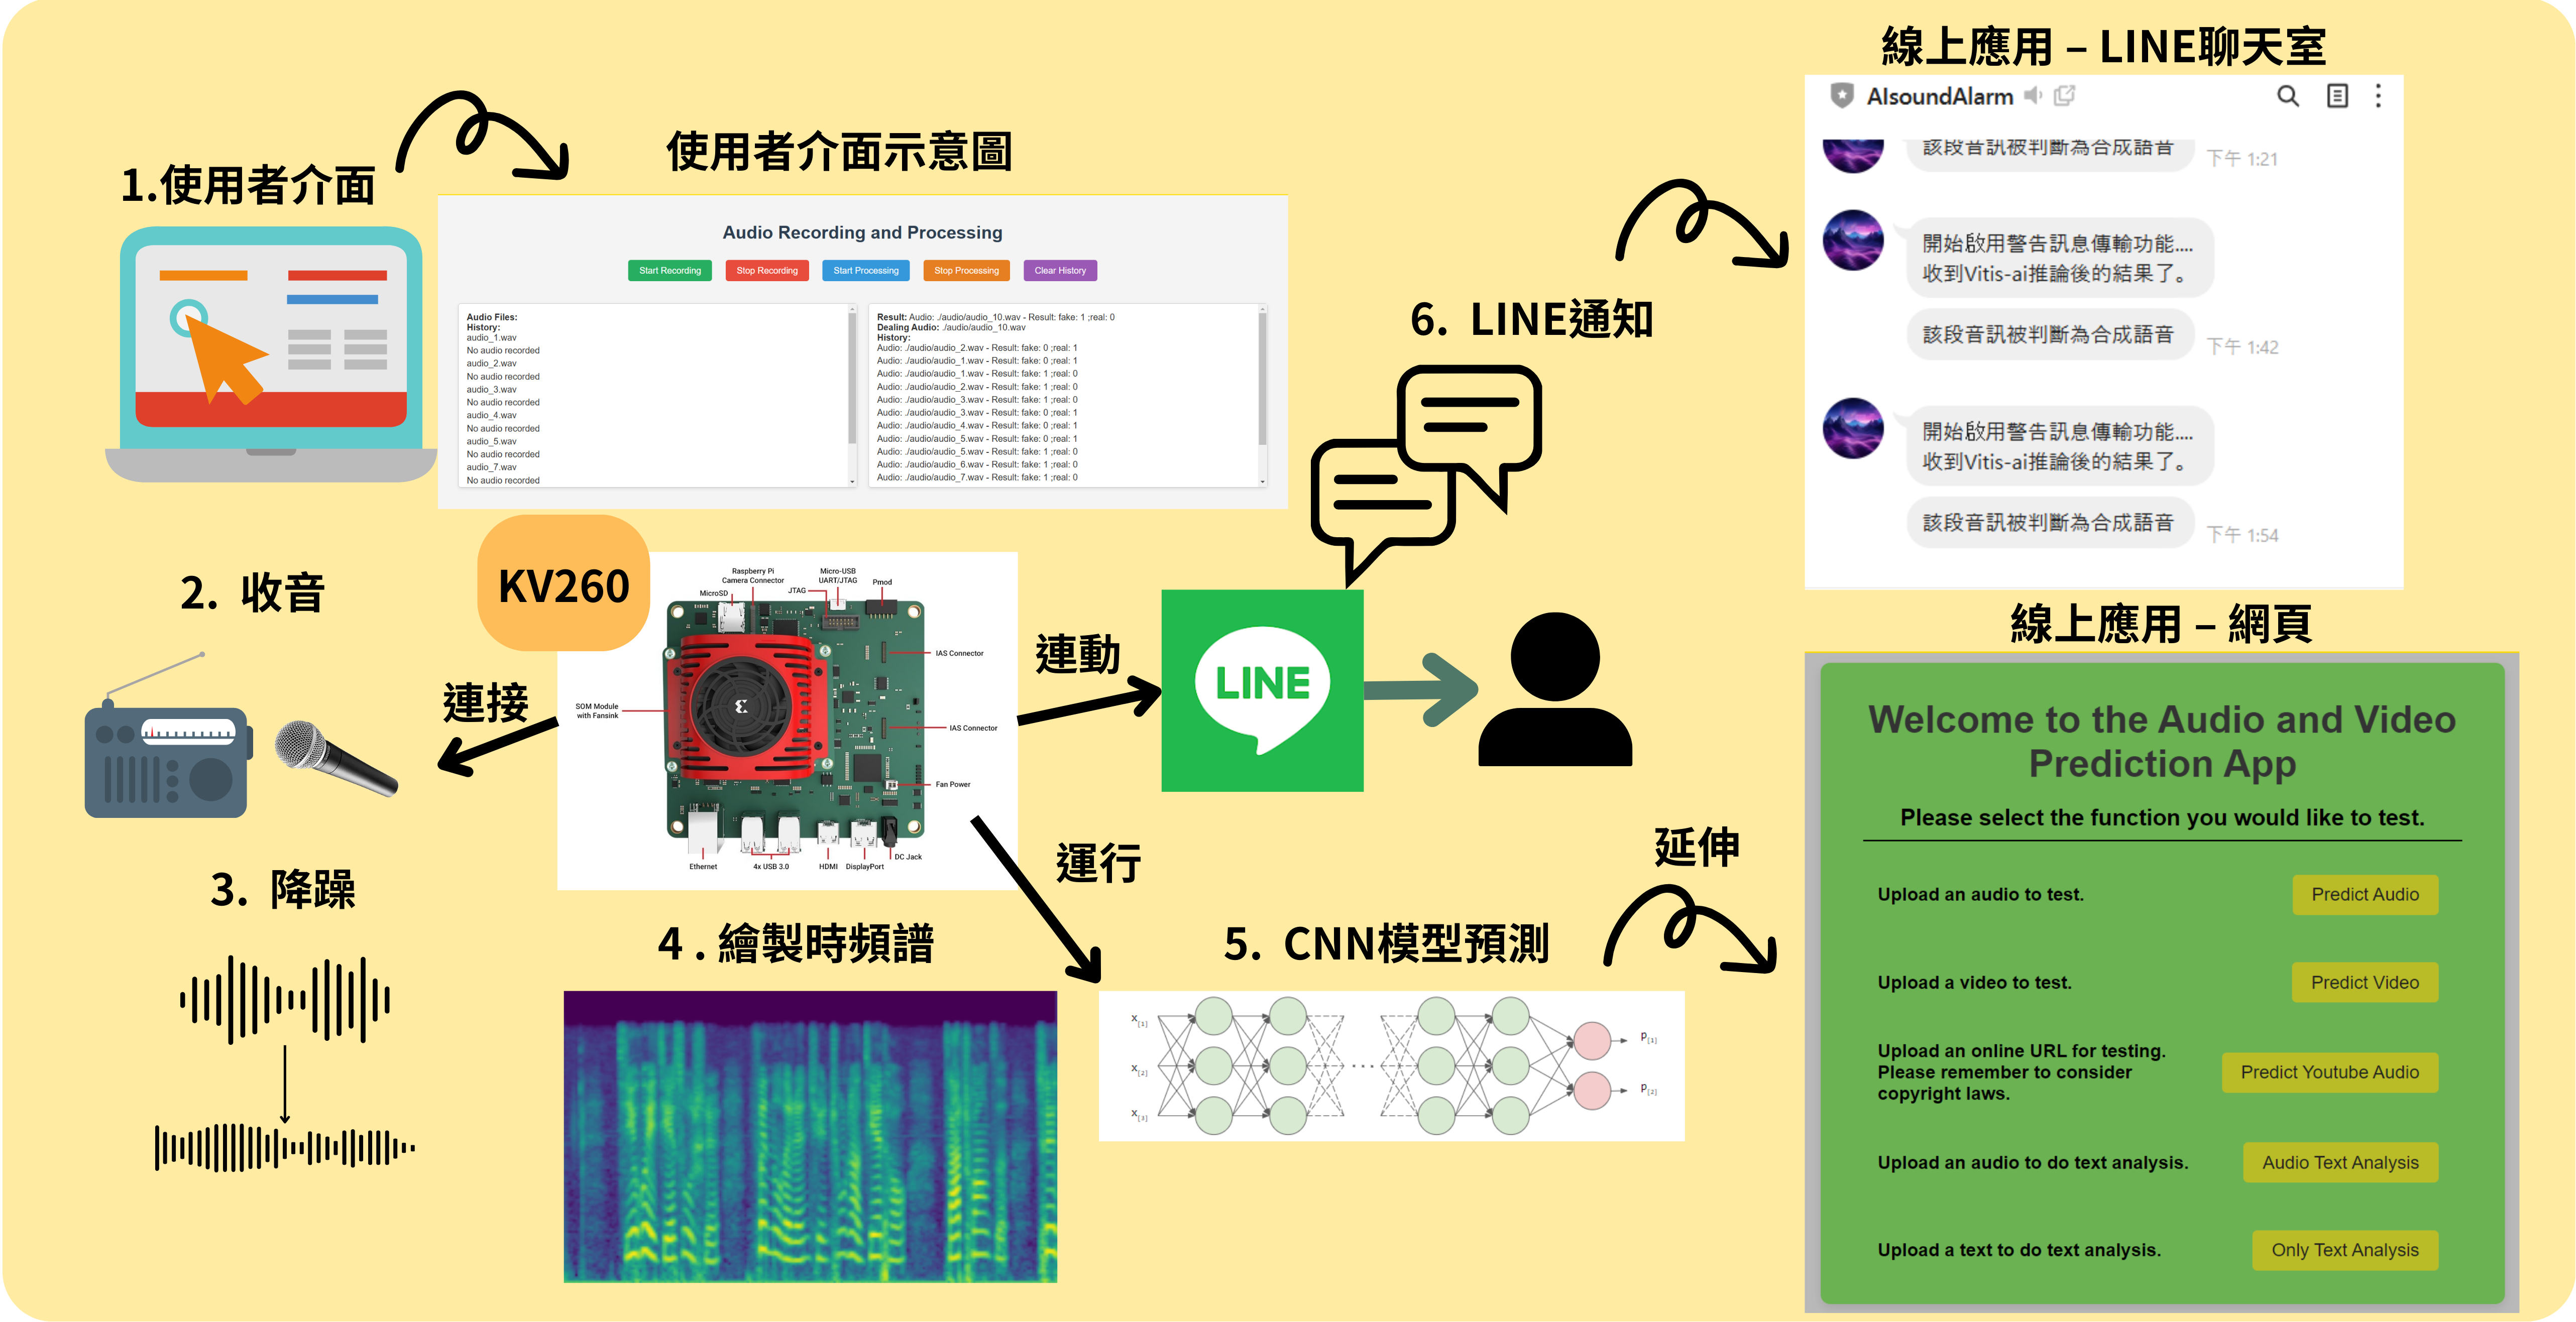 1.使用者介面
使用者介面示意圖
Audio Recording and Processing
Start Recording
Stop Recording
Start Processing
Stop Processing
Clear History
Audio Files:
History:
audio_1.wav
No audio recorded
audio_2.wav
No audio recorded
audio_3.wav
No audio recorded
audio_4.wav
No audio recorded
audio_5.wav
No audio recorded
audio_7.wav
No audio recorded
Result: Audio: ./audio/audio_10.wav - Result: fake: 1 ;real: 0
Dealing Audio: ./audio/audio_10.wav
History:
Audio: ./audio/audio_2.wav - Result: fake: 0 ;real: 1
Audio: ./audio/audio_1.wav - Result: fake: 0 ;real: 1
Audio: ./audio/audio_1.wav - Result: fake: 1 ;real: 0
Audio: ./audio/audio_2.wav - Result: fake: 1 ;real: 0
Audio: ./audio/audio_3.wav - Result: fake: 1 ;real: 0
Audio: ./audio/audio_3.wav - Result: fake: 0 ;real: 1
Audio: ./audio/audio_4.wav - Result: fake: 0 ;real: 1
Audio: ./audio/audio_5.wav - Result: fake: 0 ;real: 1
Audio: ./audio/audio_5.wav - Result: fake: 1 ;real: 0
Audio: ./audio/audio_6.wav - Result: fake: 1 ;real: 0
Audio: ./audio/audio_7.wav - Result: fake: 1 ;real: 0
2. 收音
連接
3. 降躁
KV260
Raspberry Pi
Camera Connector
Micro-USB
UART/JTAG
Pmod
MicroSD
JTAG
IAS Connector
SOM Module
with Fansink
IAS Connector
Fan Power
DC Jack
Ethernet
4x USB 3.0
HDMI
DisplayPort
連動
運行
4 . 繪製時頻譜
5. CNN模型預測
x[1]
x[2]
x[3]
...
p[1]
p[2]
6. LINE通知
LINE
延伸
線上應用 – LINE聊天室
AIsoundAlarm
該段音訊被判斷為合成語音
下午 1:21
開始啟用警告訊息傳輸功能....
收到Vitis-ai推論後的結果了。
該段音訊被判斷為合成語音
下午 1:42
開始啟用警告訊息傳輸功能....
收到Vitis-ai推論後的結果了。
該段音訊被判斷為合成語音
下午 1:54
線上應用 – 網頁
Welcome to the Audio and Video
Prediction App
Please select the function you would like to test.
Upload an audio to test.
Predict Audio
Upload a video to test.
Predict Video
Upload an online URL for testing.
Please remember to consider
copyright laws.
Predict Youtube Audio
Upload an audio to do text analysis.
Audio Text Analysis
Upload a text to do text analysis.
Only Text Analysis